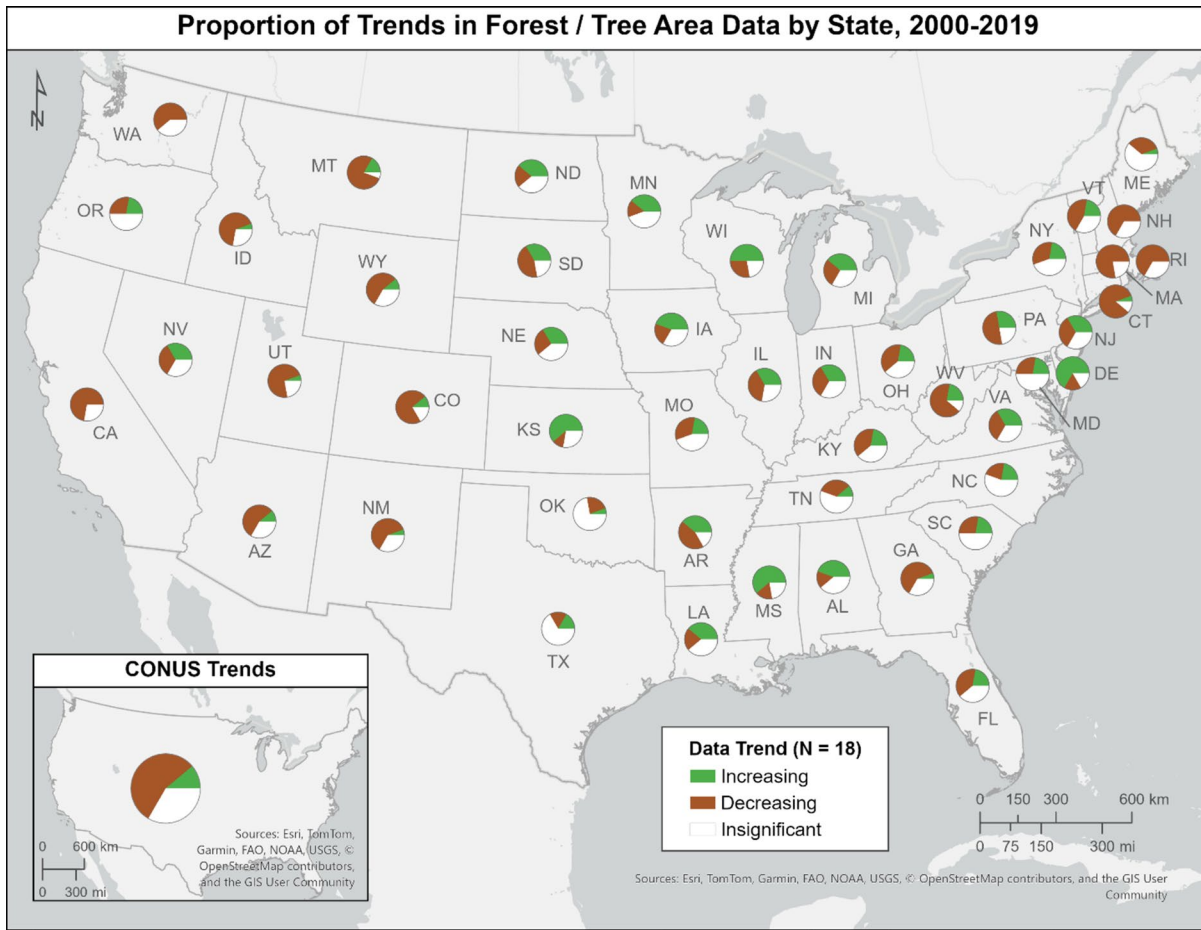 Proportion of Trends in Forest / Tree Area Data by State, 2000-2019
N
WA
MT
ND
MN
VT
ME
OR
NH
NY
WI
ID
SD
RI
WY
MI
MA
PA
CT
NV
NE
IA
NJ
UT
IL
IN
OH
WV
DE
CO
MO
VA
CA
KS
MD
KY
NM
NC
TN
OK
SC
AZ
AR
GA
LA
MS
AL
TX
FL
CONUS Trends
0 600 km
0 300 mi
Sources: Esri, TomTom,
Garmin, FAO, NOAA, USGS, ©
OpenStreetMap contributors,
and the GIS User
Community
Data Trend (N = 18)
Increasing
Decreasing
Insignificant
0 150 300 600 km
0 75 150 300 mi
Sources: Esri, TomTom, Garmin, FAO, NOAA, USGS, © OpenStreetMap contributors, and the GIS User
Community